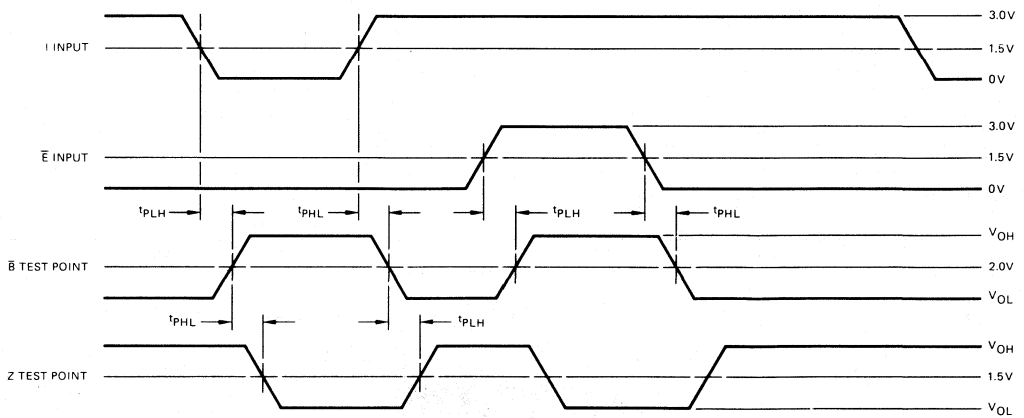 3.0V
I INPUT
1.5V
0V
3.0V
E̅ INPUT
1.5V
0V
tPLH
tPHL
tPLH
tPHL
VOH
B̅ TEST POINT
2.0V
VOL
tPHL
tPLH
VOH
Z TEST POINT
1.5V
VOL